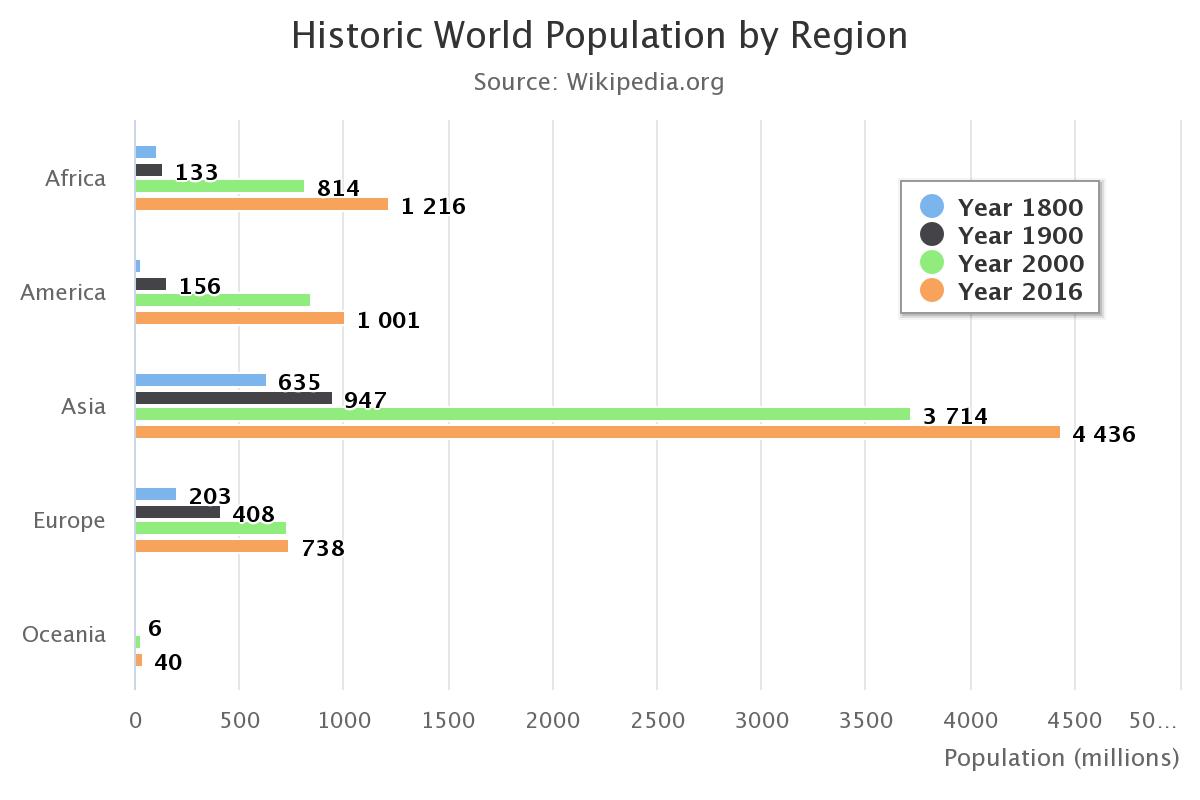 Historic World Population by Region
Source: Wikipedia.org
Africa
133
814
1 216
Year 1800
Year 1900
Year 2000
Year 2016
America
156
1 001
Asia
635
947
3 714
4 436
Europe
203
408
738
Oceania
6
40
0 500 1000 1500 2000 2500 3000 3500 4000 4500 50…
Population (millions)